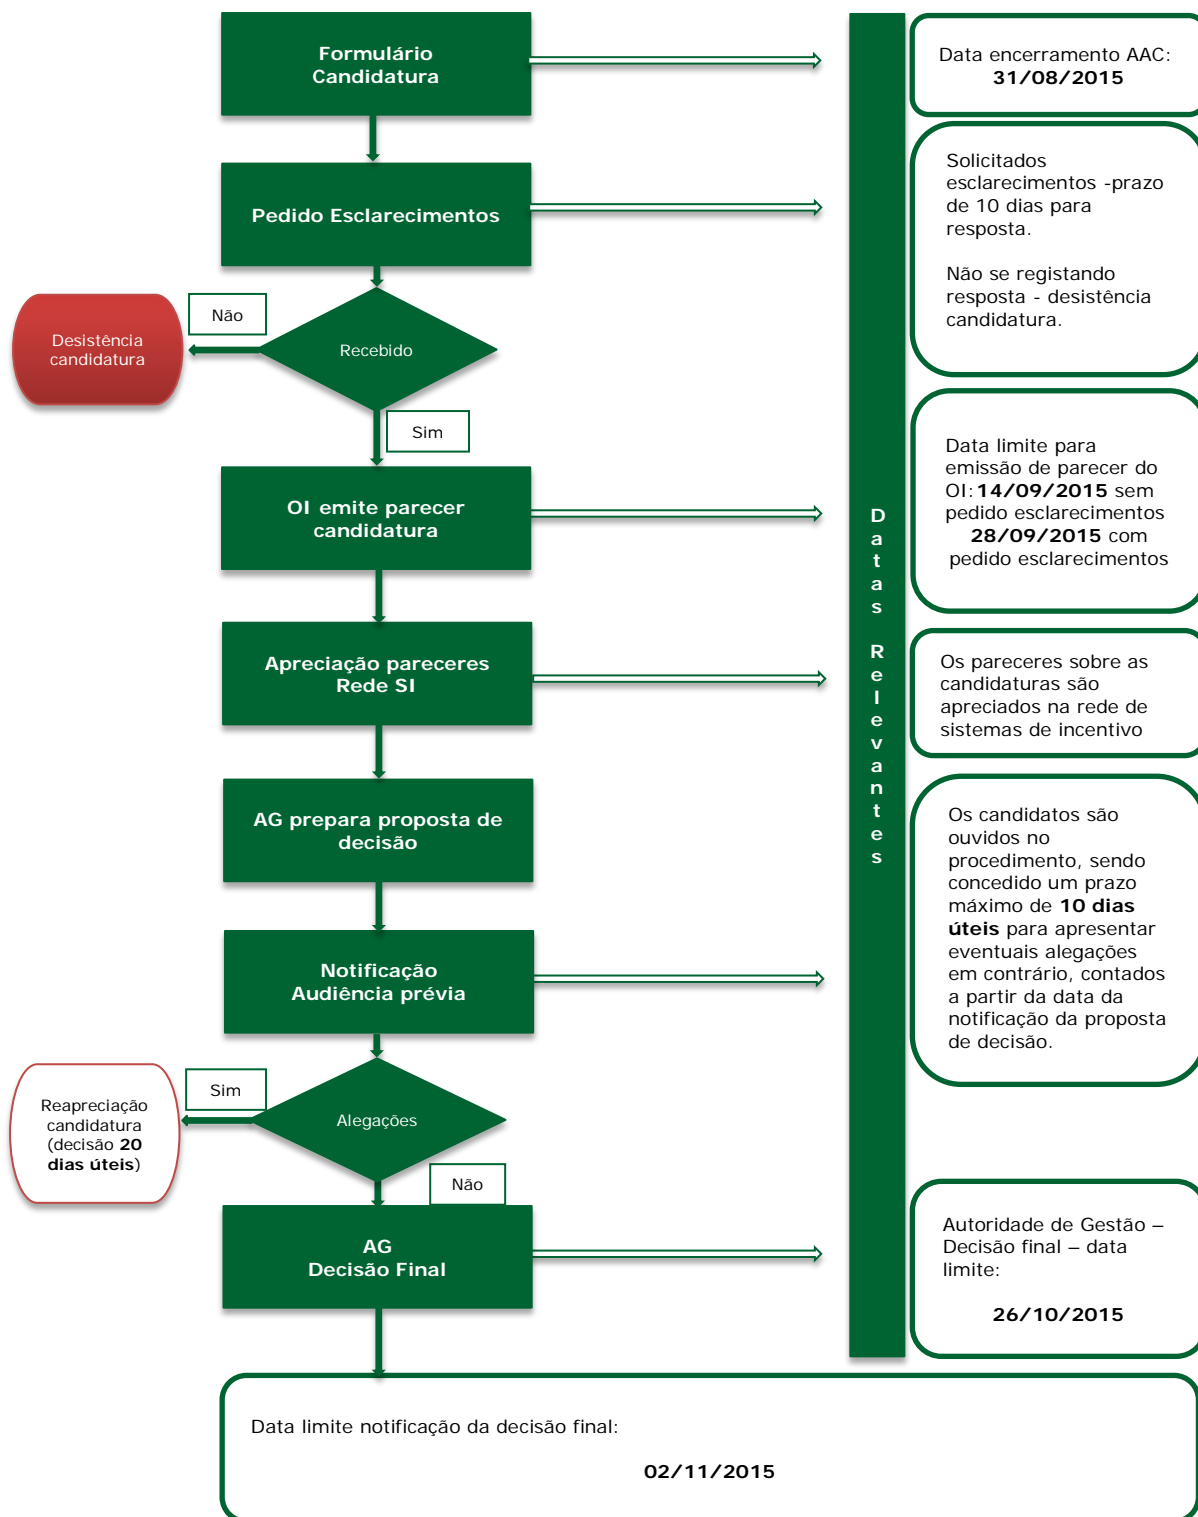 Formulário
Candidatura
Data encerramento AAC:
31/08/2015
Pedido Esclarecimentos
Solicitados
esclarecimentos -prazo
de 10 dias para
resposta.
Não se registando
resposta - desistência
candidatura.
Não
Desistência
candidatura
Recebido
Sim
OI emite parecer
candidatura
Data limite para
emissão de parecer do
OI: 14/09/2015 sem
pedido esclarecimentos
28/09/2015 com
pedido esclarecimentos
Datas Relevantes
Apreciação pareceres
Rede SI
Os pareceres sobre as
candidaturas são
apreciados na rede de
sistemas de incentivo
AG prepara proposta de
decisão
Os candidatos são
ouvidos no
procedimento, sendo
concedido um prazo
máximo de 10 dias
úteis para apresentar
eventuais alegações
em contrário, contados
a partir da data da
notificação da proposta
de decisão.
Notificação
Audiência prévia
Sim
Reapreciação
candidatura
(decisão 20
dias úteis)
Alegações
Não
AG
Decisão Final
Autoridade de Gestão –
Decisão final – data
limite:
26/10/2015
Data limite notificação da decisão final:
02/11/2015